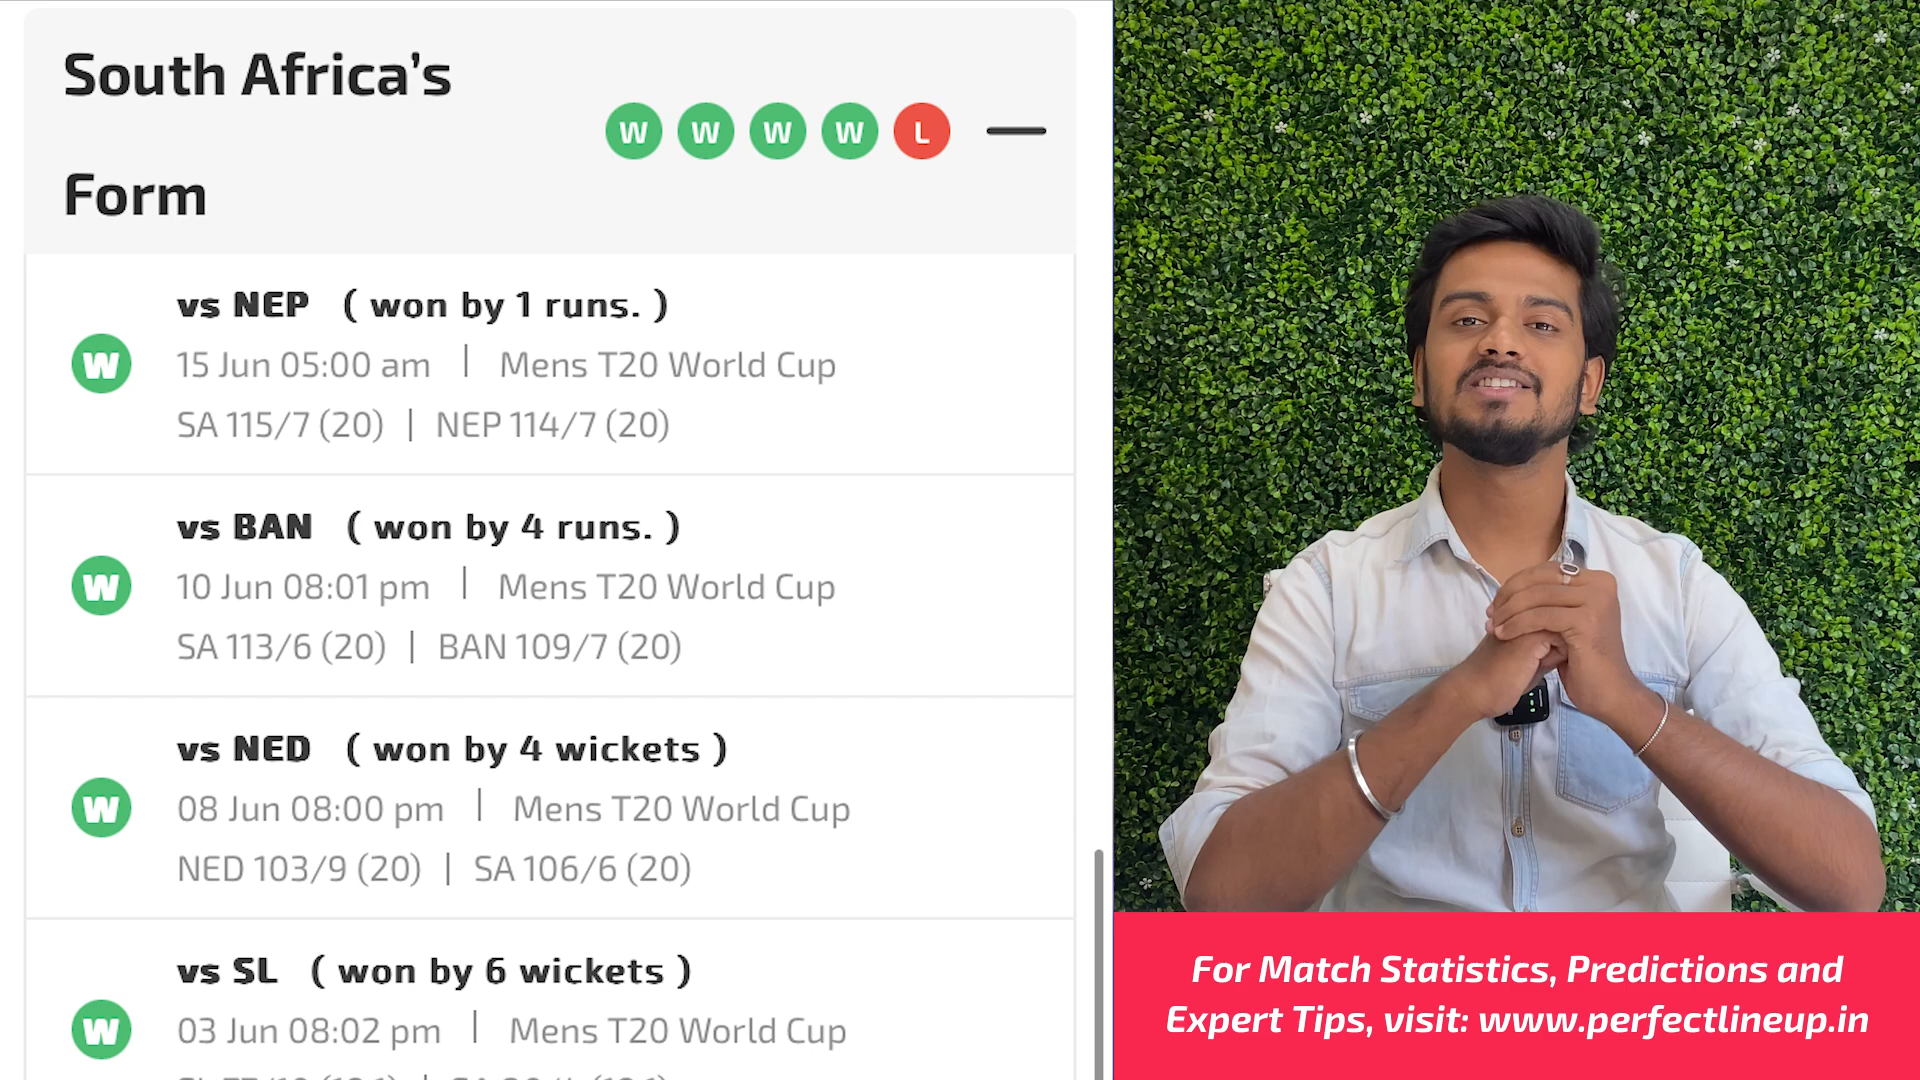 South Africa’s
Form
W W W W L
vs NEP ( won by 1 runs. )
W
15 Jun 05:00 am | Mens T20 World Cup
SA 115/7 (20) | NEP 114/7 (20)
vs BAN ( won by 4 runs. )
W
10 Jun 08:01 pm | Mens T20 World Cup
SA 113/6 (20) | BAN 109/7 (20)
vs NED ( won by 4 wickets )
W
08 Jun 08:00 pm | Mens T20 World Cup
NED 103/9 (20) | SA 106/6 (20)
vs SL ( won by 6 wickets )
W
03 Jun 08:02 pm | Mens T20 World Cup
For Match Statistics, Predictions and
Expert Tips, visit: www.perfectlineup.in